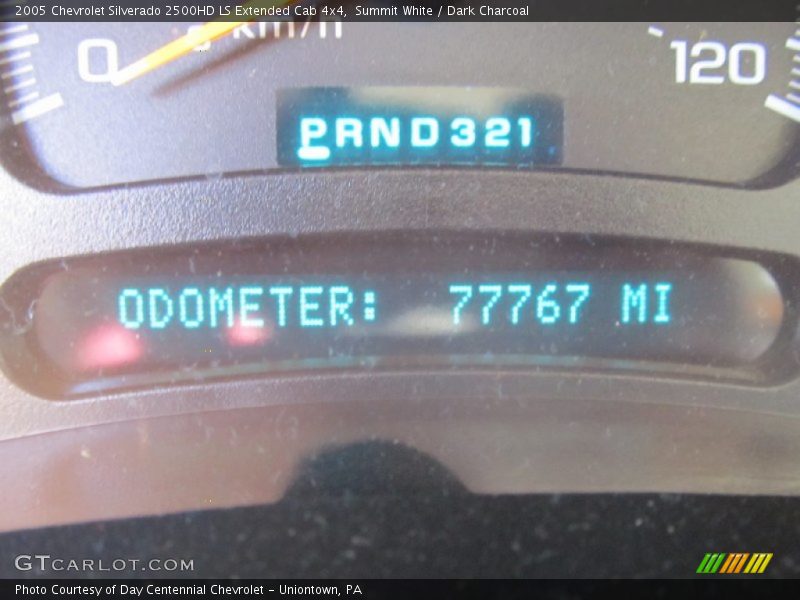 2005 Chevrolet Silverado 2500HD LS Extended Cab 4x4, Summit White / Dark Charcoal
km/h
0 120
PRND321
ODOMETER: 77767 MI
GTCARLOT.COM
Photo Courtesy of Day Centennial Chevrolet - Uniontown, PA